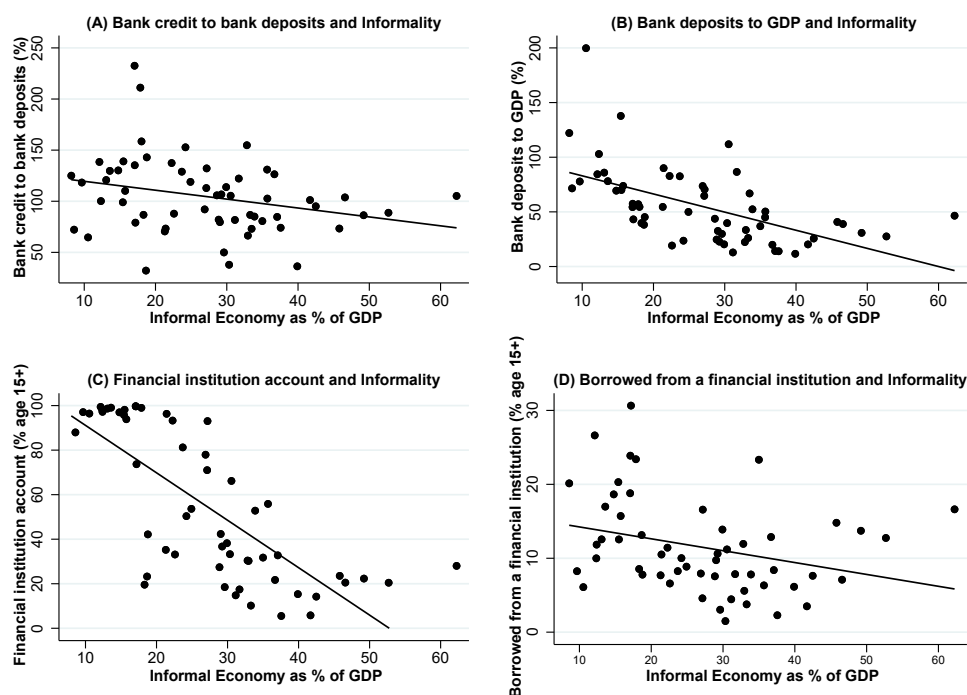 (A) Bank credit to bank deposits and Informality
Bank credit to bank deposits (%)
250
200
150
100
50
10 20 30 40 50 60
Informal Economy as % of GDP
(B) Bank deposits to GDP and Informality
Bank deposits to GDP (%)
200
150
100
50
0
10 20 30 40 50 60
Informal Economy as % of GDP
(C) Financial institution account and Informality
Financial institution account (% age 15+)
100
80
60
40
20
0
10 20 30 40 50 60
Informal Economy as % of GDP
(D) Borrowed from a financial institution and Informality
Borrowed from a financial institution (% age 15+)
30
20
10
0
10 20 30 40 50 60
Informal Economy as % of GDP